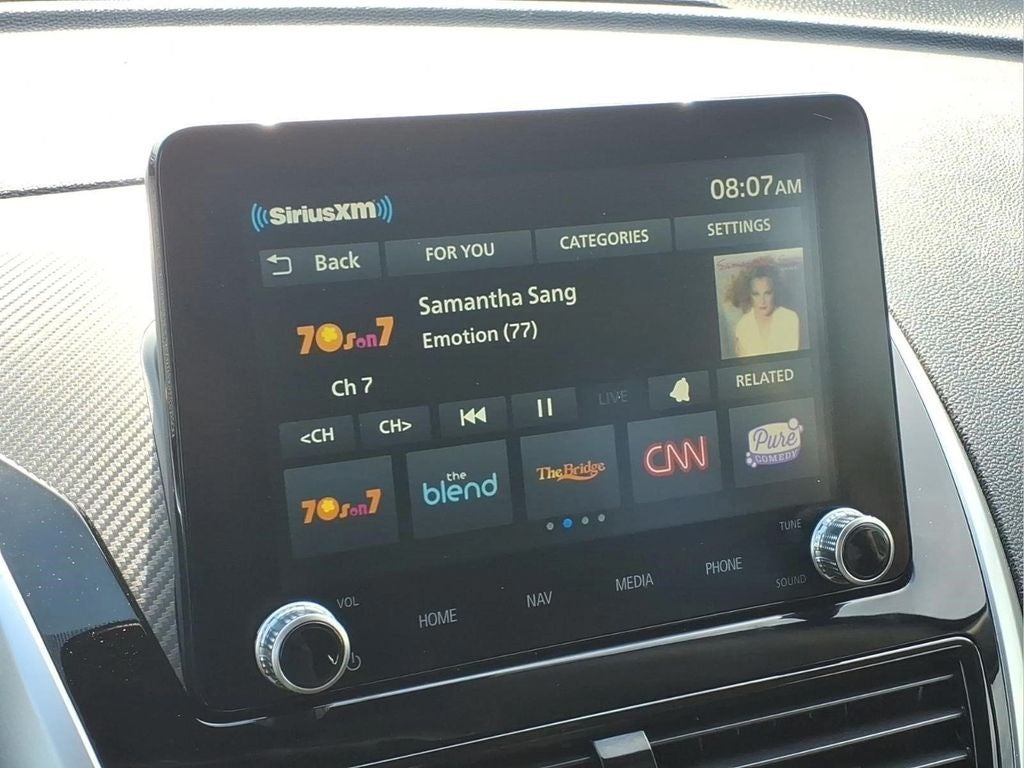 SiriusXM
08:07AM
Back
FOR YOU
CATEGORIES
SETTINGS
70s on 7
Samantha Sang
Emotion (77)
Ch 7
<CH
CH>
LIVE
RELATED
70s on 7
the
blend
The Bridge
CNN
Pure
COMEDY
VOL
HOME
NAV
MEDIA
PHONE
TUNE
SOUND